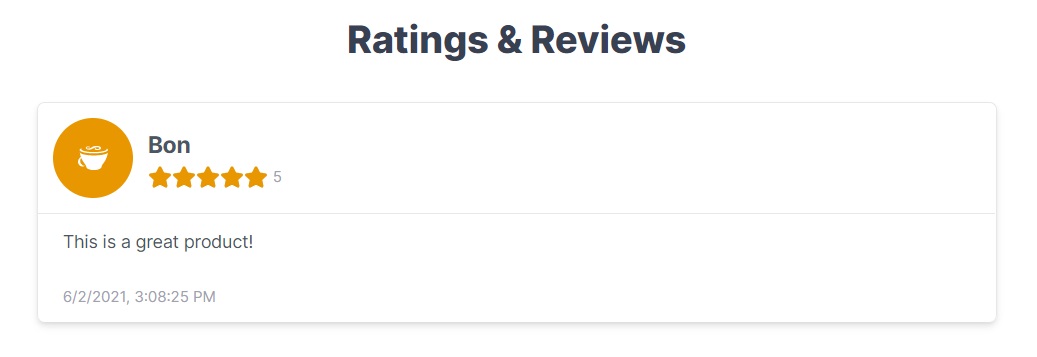 Ratings & Reviews
Bon
5
This is a great product!
6/2/2021, 3:08:25 PM